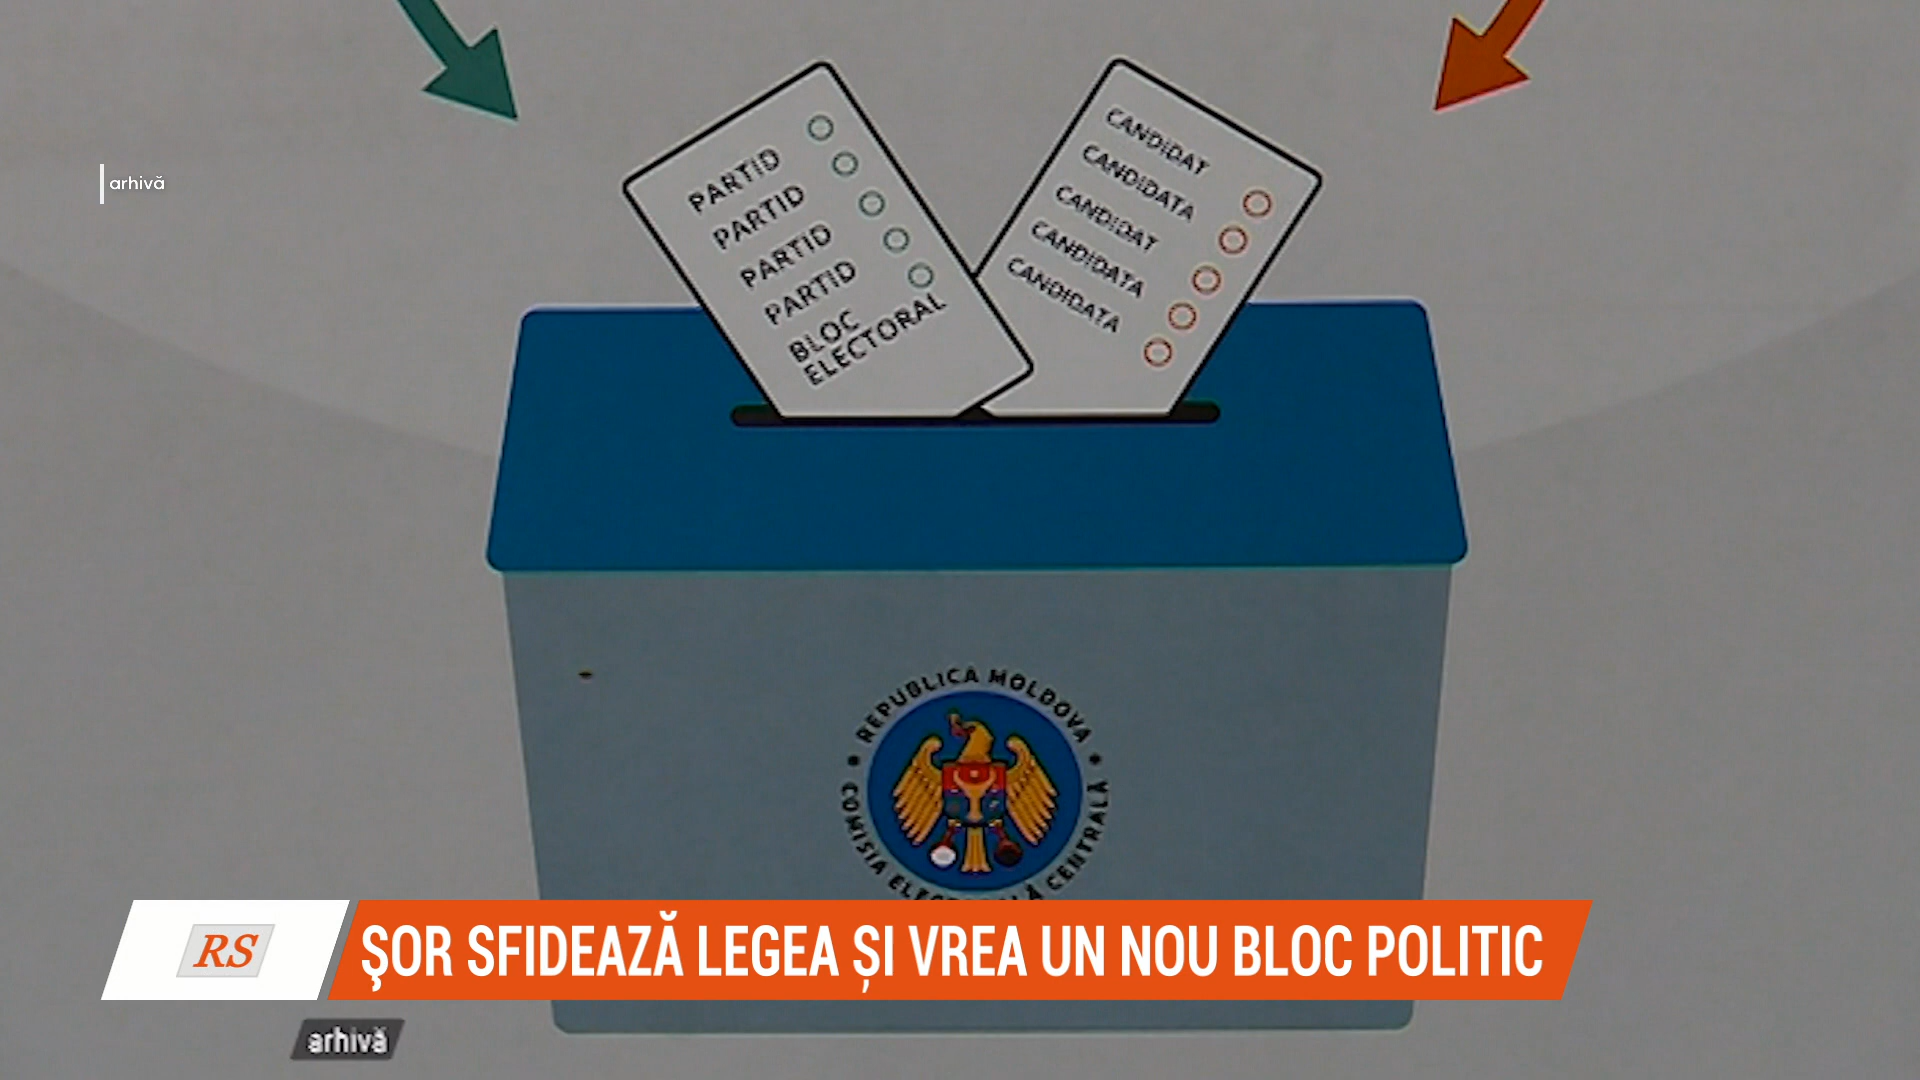 arhivă
PARTID
PARTID
PARTID
PARTID
BLOC
ELECTORAL
CANDIDAT
CANDIDATA
CANDIDAT
CANDIDATA
CANDIDATA
REPUBLICA MOLDOVA
COMISIA ELECTORALĂ CENTRALĂ
RS
ŞOR SFIDEAZĂ LEGEA ȘI VREA UN NOU BLOC POLITIC
arhivă